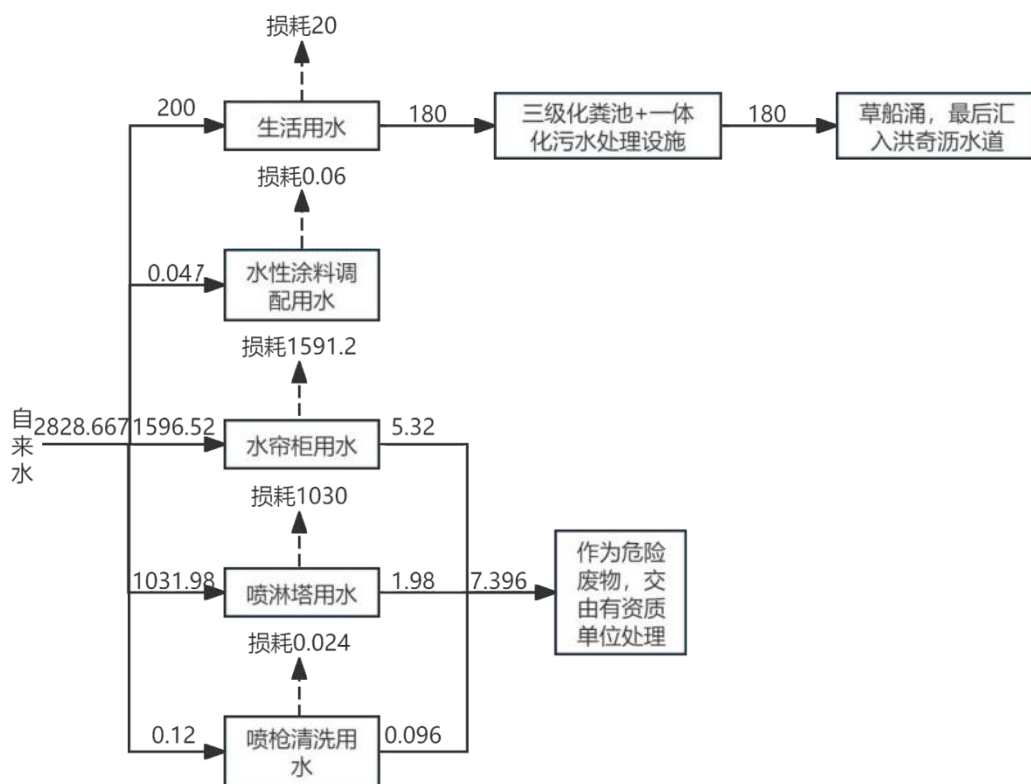 损耗20
200
生活用水
180
三级化粪池+一体
化污水处理设施
180
草船涌，最后汇
入洪奇沥水道
损耗0.06
0.047
水性涂料调
配用水
损耗1591.2
自
来
水
2828.667
1596.52
水帘柜用水
5.32
损耗1030
1031.98
喷淋塔用水
1.98
7.396
作为危险
废物，交
由有资质
单位处理
损耗0.024
0.12
喷枪清洗用
水
0.096